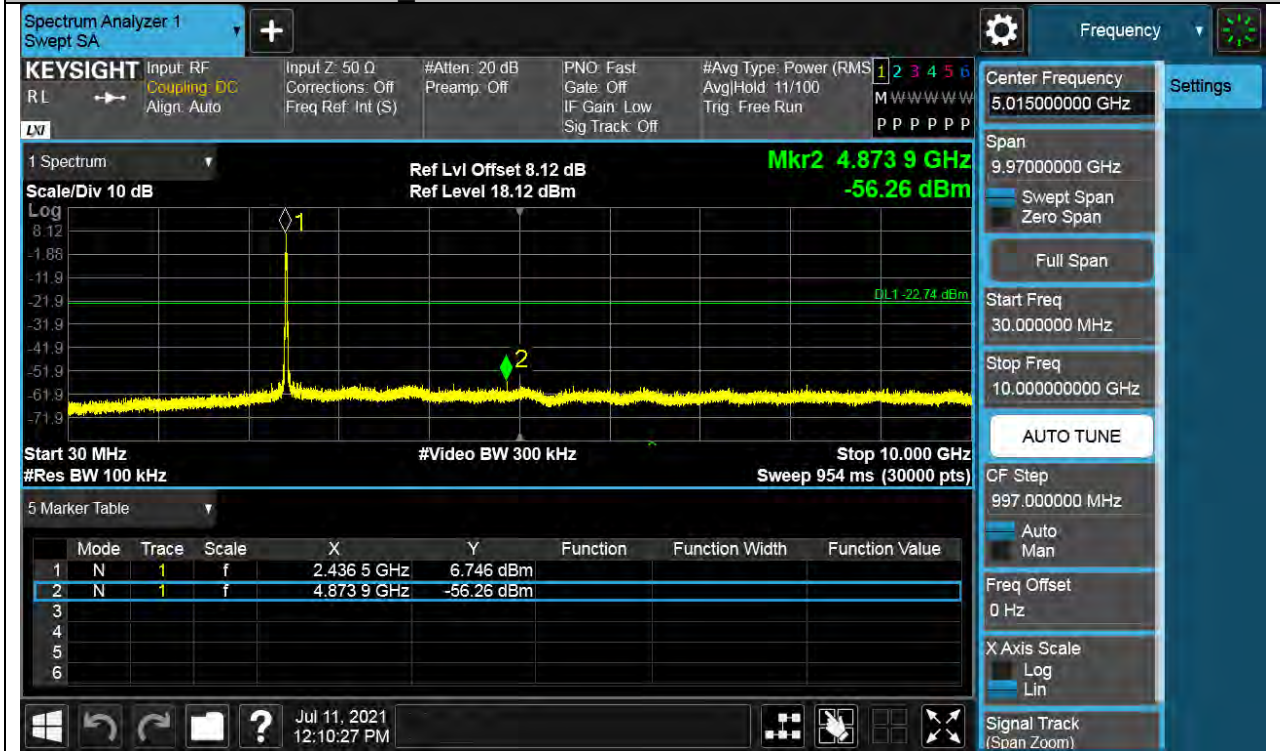 Spectrum Analyzer 1
Swept SA
+
Frequency
KEYSIGHT
RL
LXI
Input: RF
Coupling: DC
Align: Auto
Input Z: 50 Ω
Corrections: Off
Freq Ref: Int (S)
#Atten: 20 dB
Preamp: Off
PNO: Fast
Gate: Off
IF Gain: Low
Sig Track: Off
#Avg Type: Power (RMS
Avg|Hold: 11/100
Trig: Free Run
1 2 3 4 5 6
M W W W W W
P P P P P P
1 Spectrum
Scale/Div 10 dB
Ref Lvl Offset 8.12 dB
Ref Level 18.12 dBm
Mkr2 4.873 9 GHz
-56.26 dBm
Log
8.12
-1.88
-11.9
-21.9
-31.9
-41.9
-51.9
-61.9
-71.9
1
DL1 -22.74 dBm
2
Start 30 MHz
#Res BW 100 kHz
#Video BW 300 kHz
Stop 10.000 GHz
Sweep 954 ms (30000 pts)
5 Marker Table
Mode Trace Scale X Y Function Function Width Function Value
1 N 1 f 2.436 5 GHz 6.746 dBm
2 N 1 f 4.873 9 GHz -56.26 dBm
3
4
5
6
?
Jul 11, 2021
12:10:27 PM
Center Frequency
5.015000000 GHz
Settings
Span
9.97000000 GHz
Swept Span
Zero Span
Full Span
Start Freq
30.000000 MHz
Stop Freq
10.000000000 GHz
AUTO TUNE
CF Step
997.000000 MHz
Auto
Man
Freq Offset
0 Hz
X Axis Scale
Log
Lin
Signal Track
(Span Zoom)